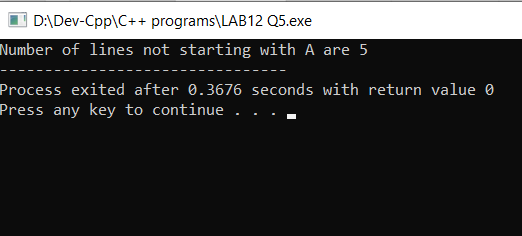 D:\Dev-Cpp\C++ programs\LAB12 Q5.exe
Number of lines not starting with A are 5
--------------------------------
Process exited after 0.3676 seconds with return value 0
Press any key to continue . . .